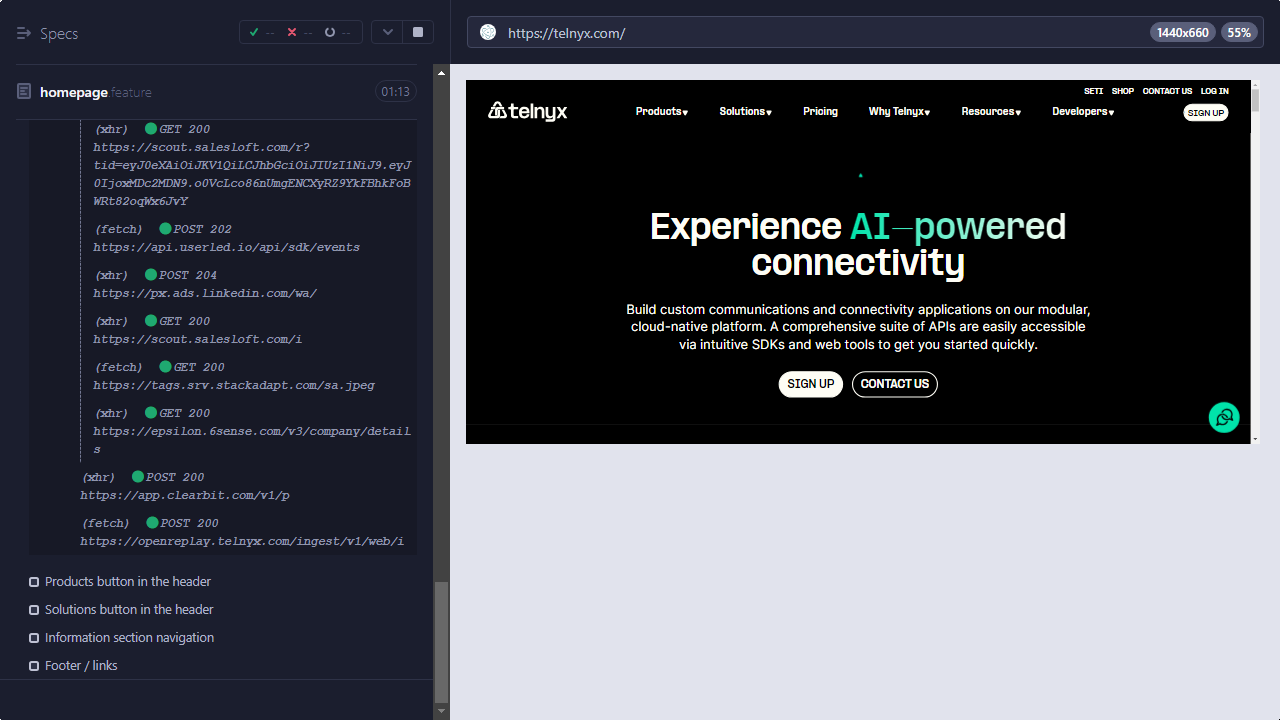 Specs
--
--
--
https://telnyx.com/
1440x660
55%
homepage.feature
01:13
(xhr) GET 200
https://scout.salesloft.com/r?
tid=eyJ0eXAiOiJKV1QiLCJhbGciOiJIUzI1NiJ9.eyJ
0IjoxMDc2MDN9.o0VcLco86nUmgENCXyRZ9YkFBhkFoB
WRt82oqWx6JvY
(fetch) POST 202
https://api.userled.io/api/sdk/events
(xhr) POST 204
https://px.ads.linkedin.com/wa/
(xhr) GET 200
https://scout.salesloft.com/i
(fetch) GET 200
https://tags.srv.stackadapt.com/sa.jpeg
(xhr) GET 200
https://epsilon.6sense.com/v3/company/detail
s
(xhr) POST 200
https://app.clearbit.com/v1/p
(fetch) POST 200
https://openreplay.telnyx.com/ingest/v1/web/i
Products button in the header
Solutions button in the header
Information section navigation
Footer / links
SETI SHOP CONTACT US LOG IN
telnyx
Products Solutions Pricing Why Telnyx Resources Developers
SIGN UP
Experience AI-powered
connectivity
Build custom communications and connectivity applications on our modular,
cloud-native platform. A comprehensive suite of APIs are easily accessible
via intuitive SDKs and web tools to get you started quickly.
SIGN UP
CONTACT US